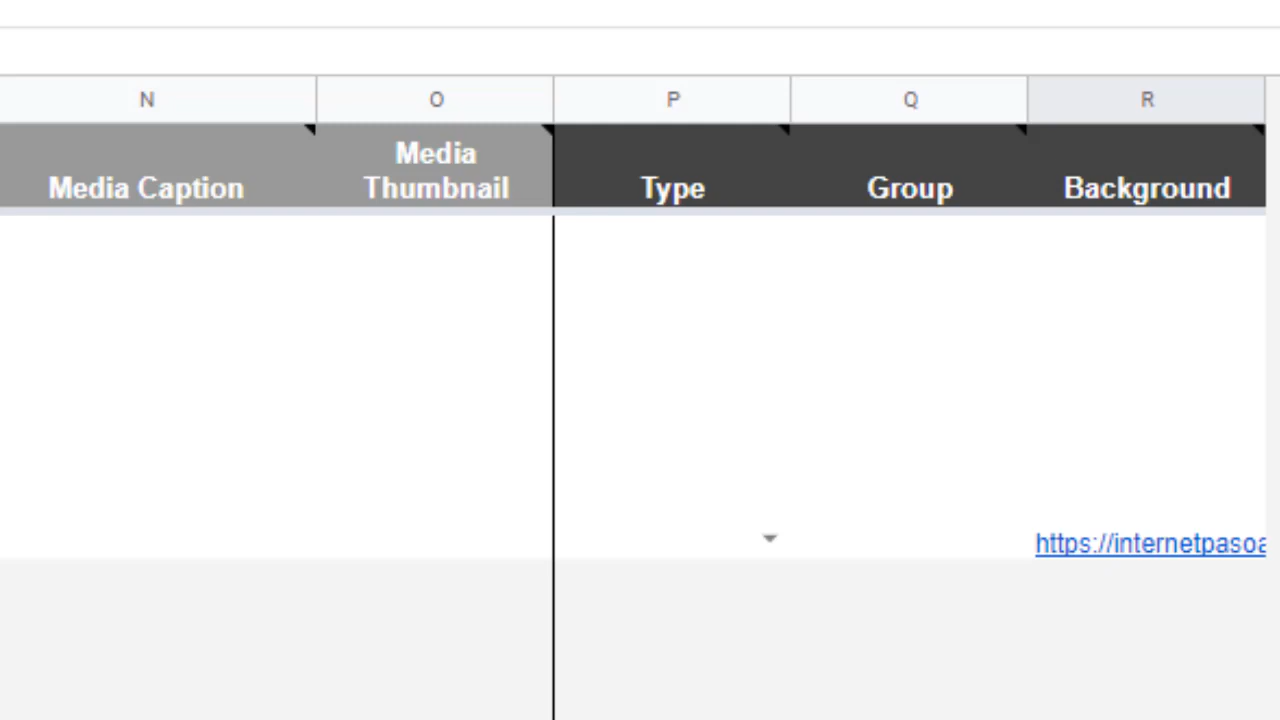 N O P Q R
Media
Media Caption Thumbnail Type Group Background
https://internetpasoa